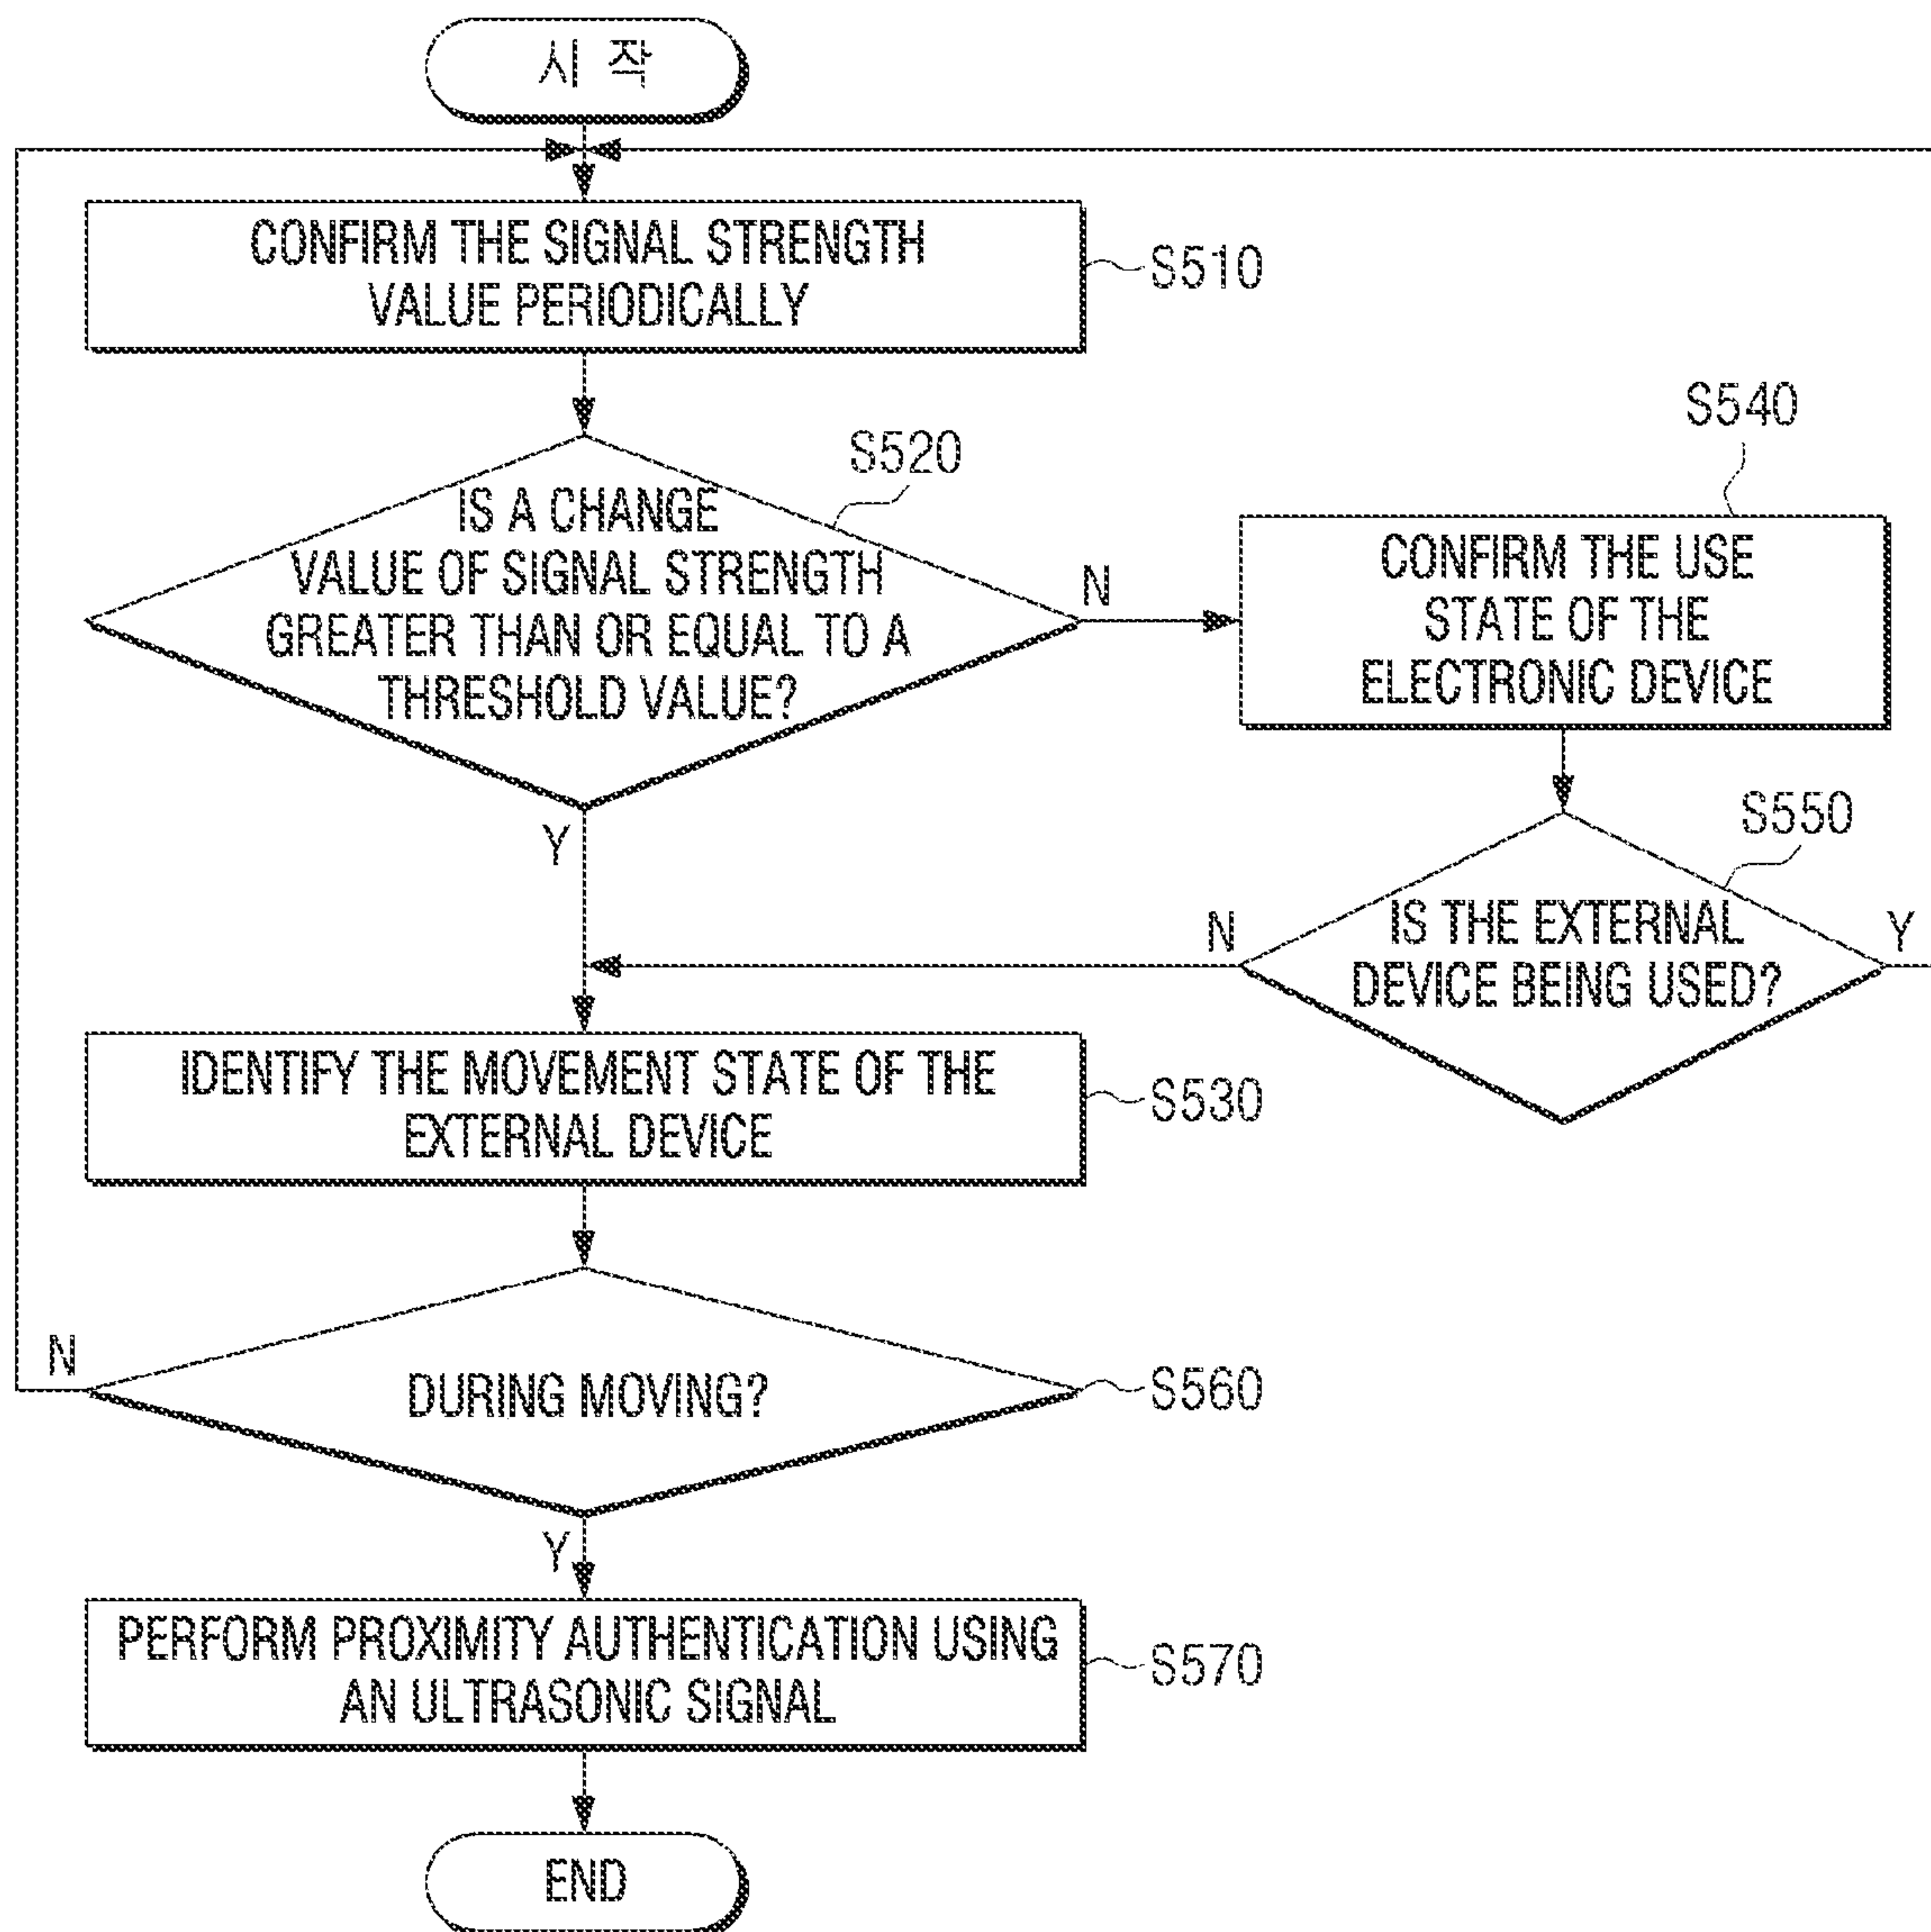 시 작
CONFIRM THE SIGNAL STRENGTH
VALUE PERIODICALLY
S510
S520
IS A CHANGE
VALUE OF SIGNAL STRENGTH
GREATER THAN OR EQUAL TO A
THRESHOLD VALUE?
N
Y
S540
CONFIRM THE USE
STATE OF THE
ELECTRONIC DEVICE
S550
IS THE EXTERNAL
DEVICE BEING USED?
N
Y
IDENTIFY THE MOVEMENT STATE OF THE
EXTERNAL DEVICE
S530
DURING MOVING?
S560
N
Y
PERFORM PROXIMITY AUTHENTICATION USING
AN ULTRASONIC SIGNAL
S570
END